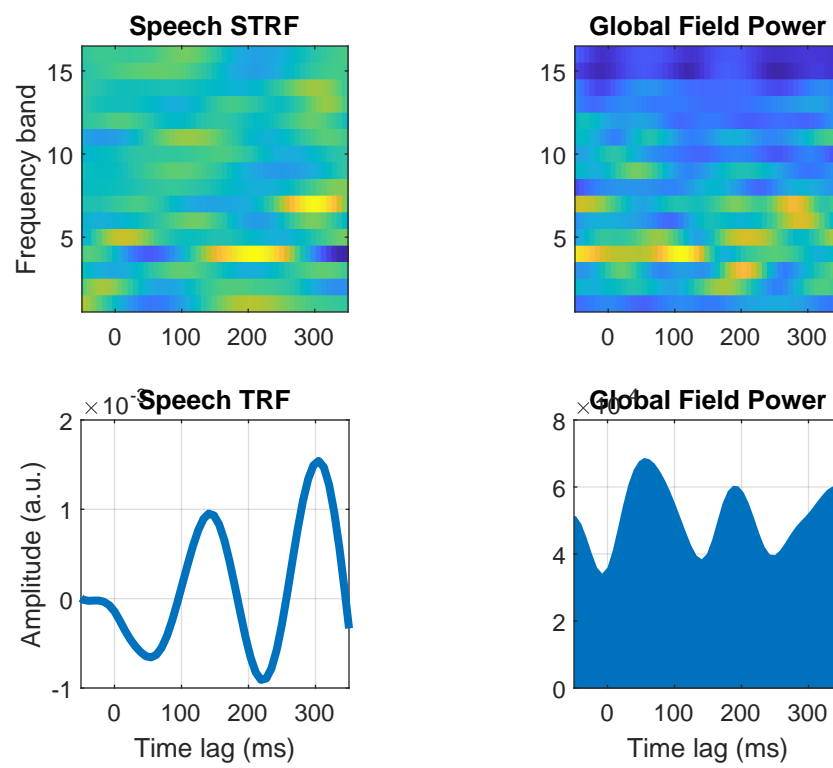 Speech STRF
Frequency band
15
10
5
0 100 200 300
Global Field Power
15
10
5
0 100 200 300
Speech TRF
× 10-3
Amplitude (a.u.)
2
1
0
-1
0 100 200 300
Time lag (ms)
Global Field Power
× 10-4
8
6
4
2
0
0 100 200 300
Time lag (ms)